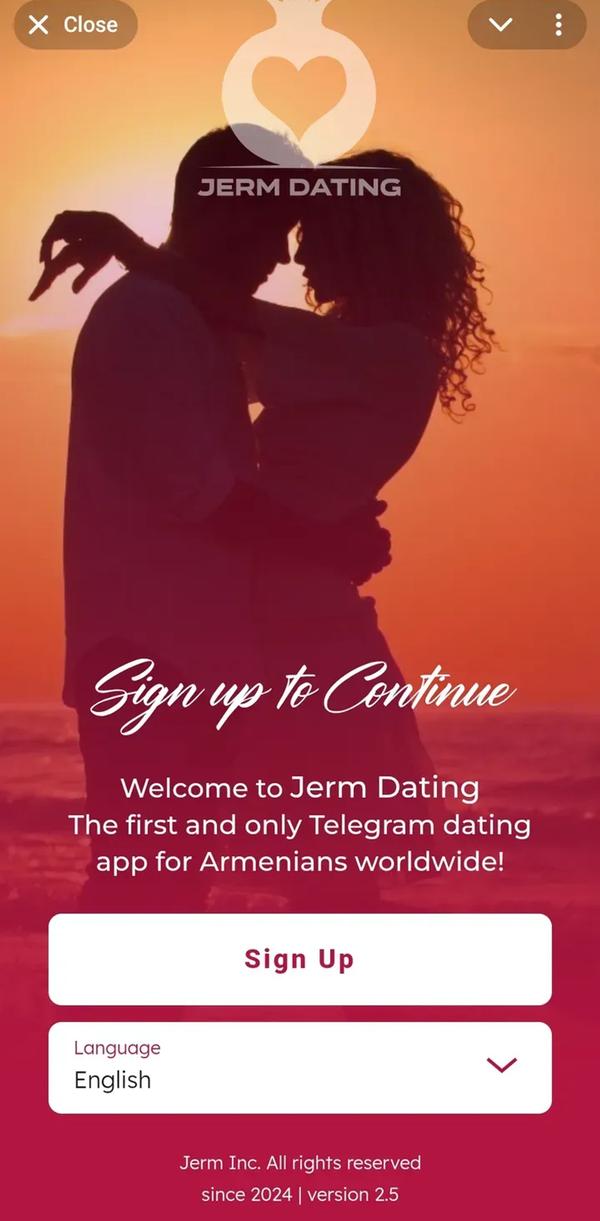 Close
JERM DATING
Sign up to Continue
Welcome to Jerm Dating
The first and only Telegram dating
app for Armenians worldwide!
Sign Up
Language
English
Jerm Inc. All rights reserved
since 2024 | version 2.5